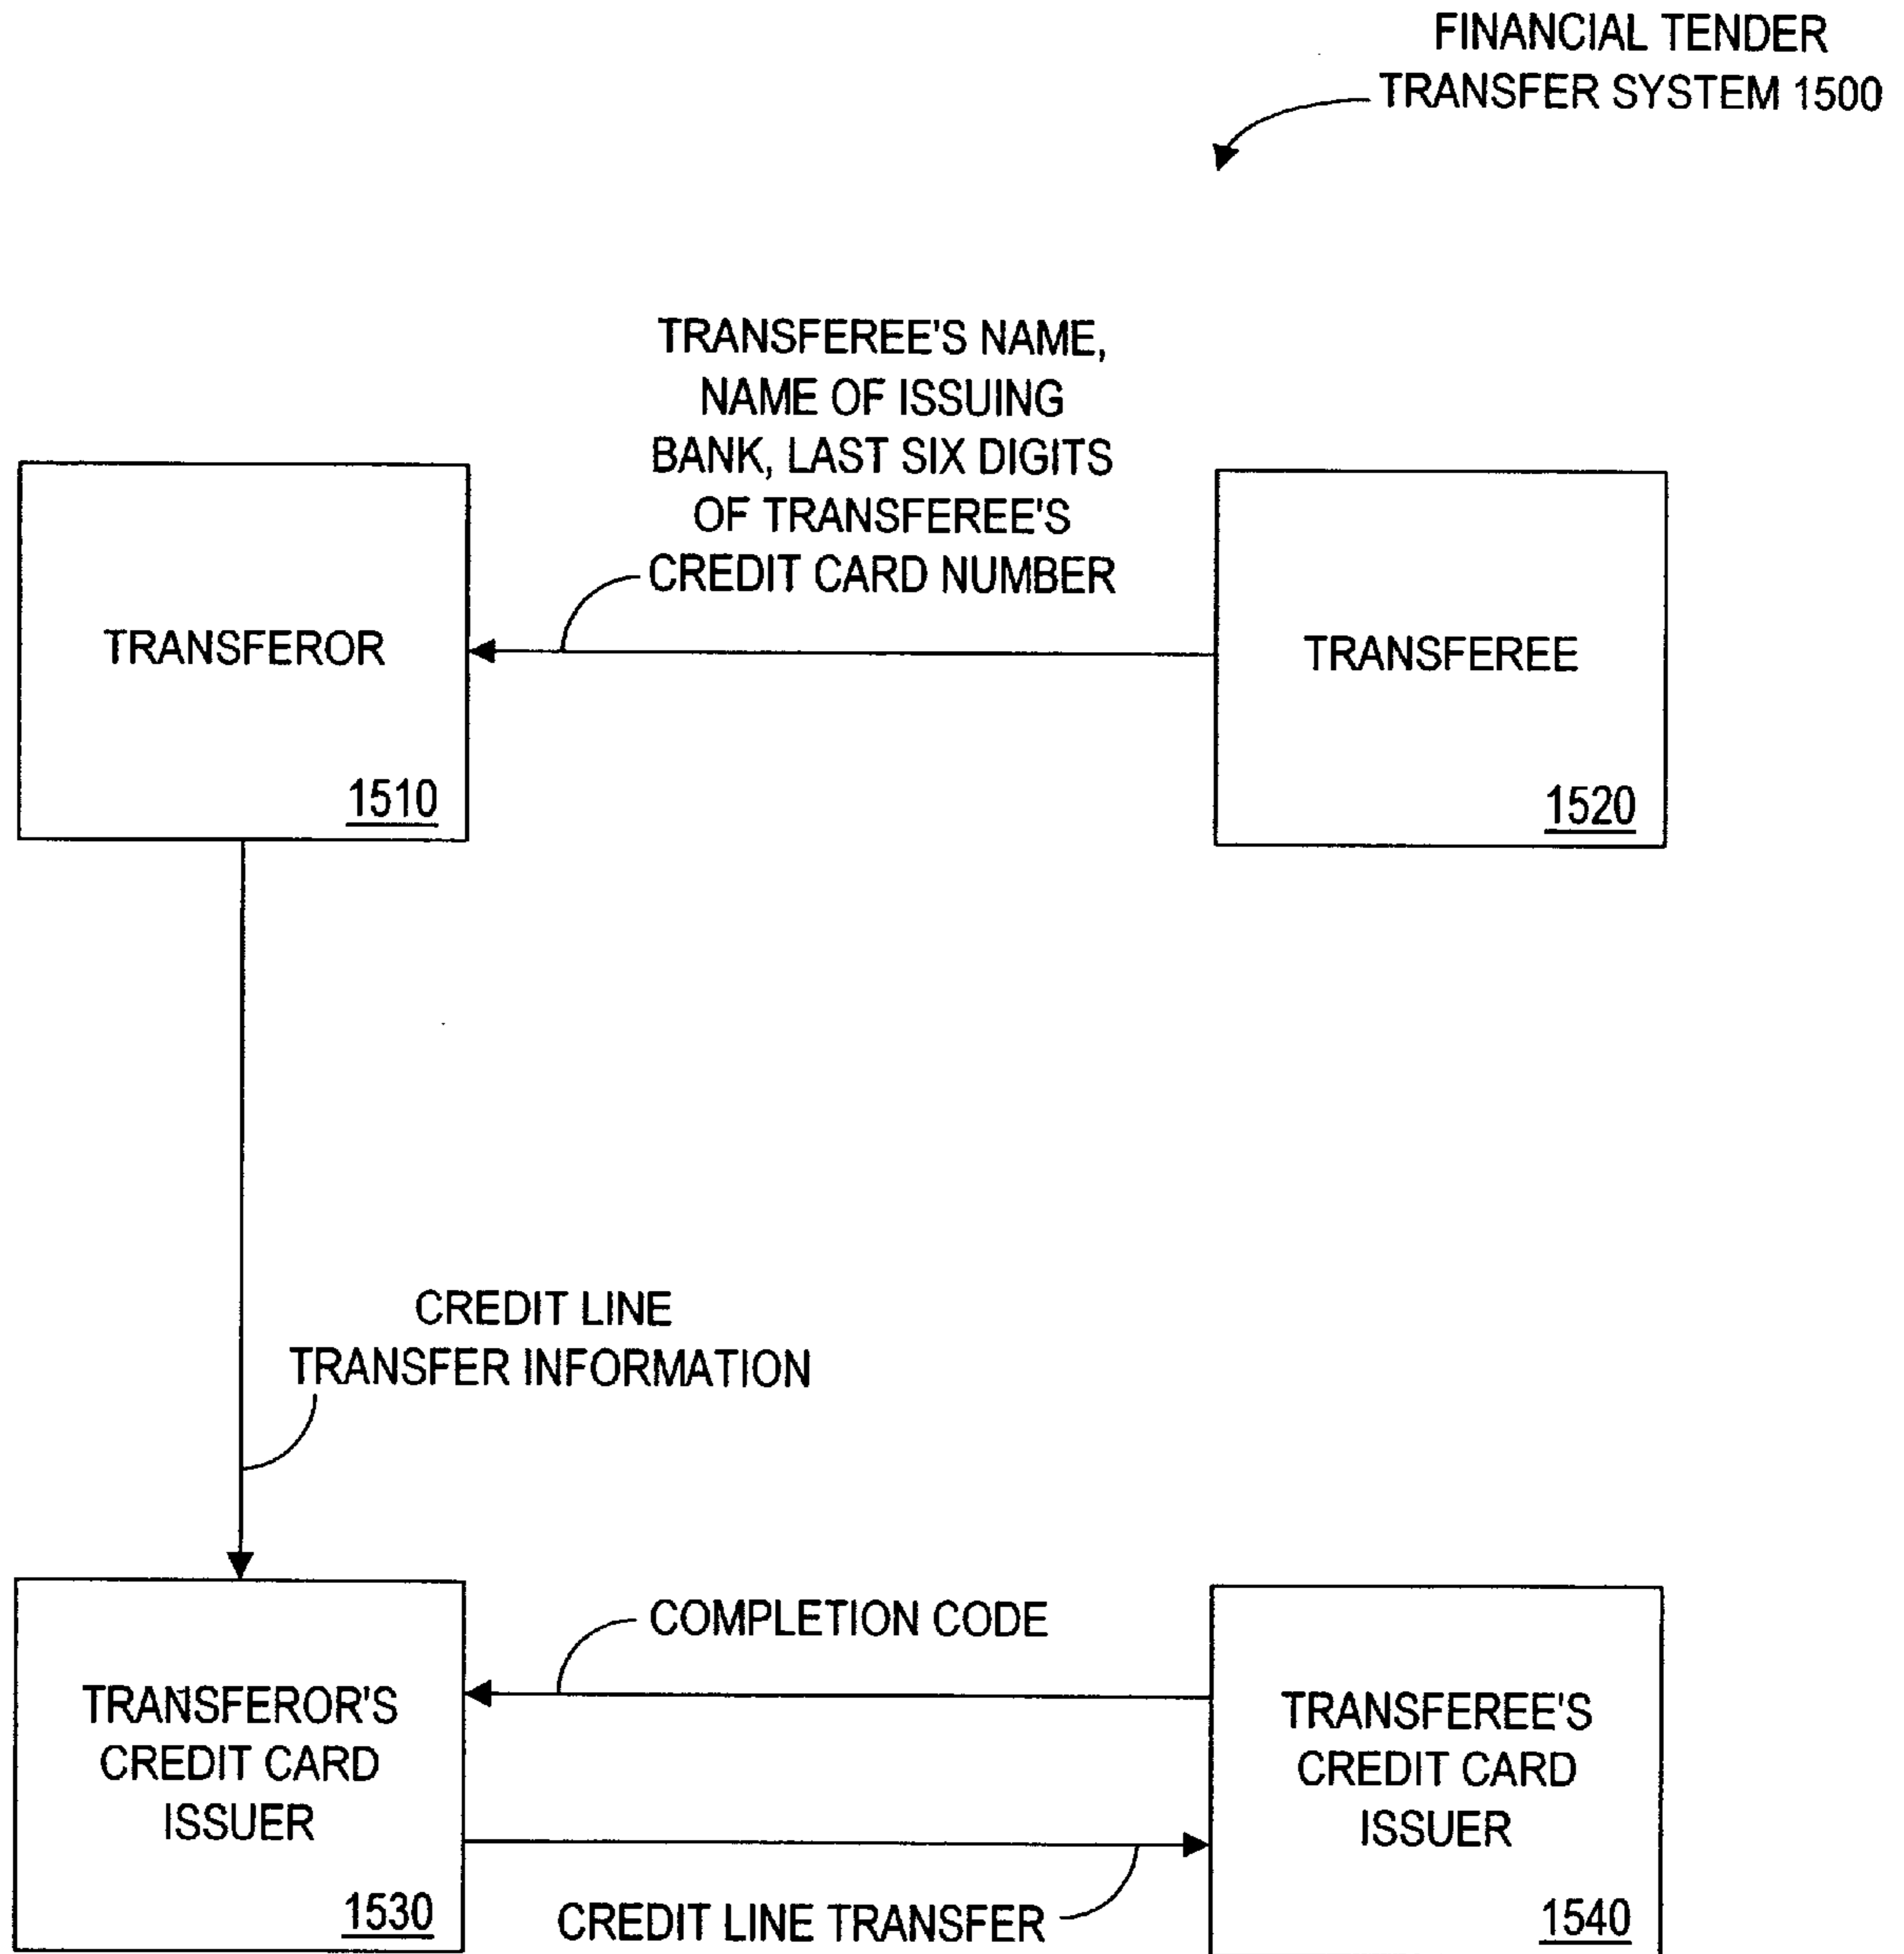 FINANCIAL TENDER
TRANSFER SYSTEM 1500
TRANSFEREE'S NAME,
NAME OF ISSUING
BANK, LAST SIX DIGITS
OF TRANSFEREE'S
CREDIT CARD NUMBER
TRANSFEROR
1510
TRANSFEREE
1520
CREDIT LINE
TRANSFER INFORMATION
COMPLETION CODE
TRANSFEROR'S
CREDIT CARD
ISSUER
1530
TRANSFEREE'S
CREDIT CARD
ISSUER
1540
CREDIT LINE TRANSFER